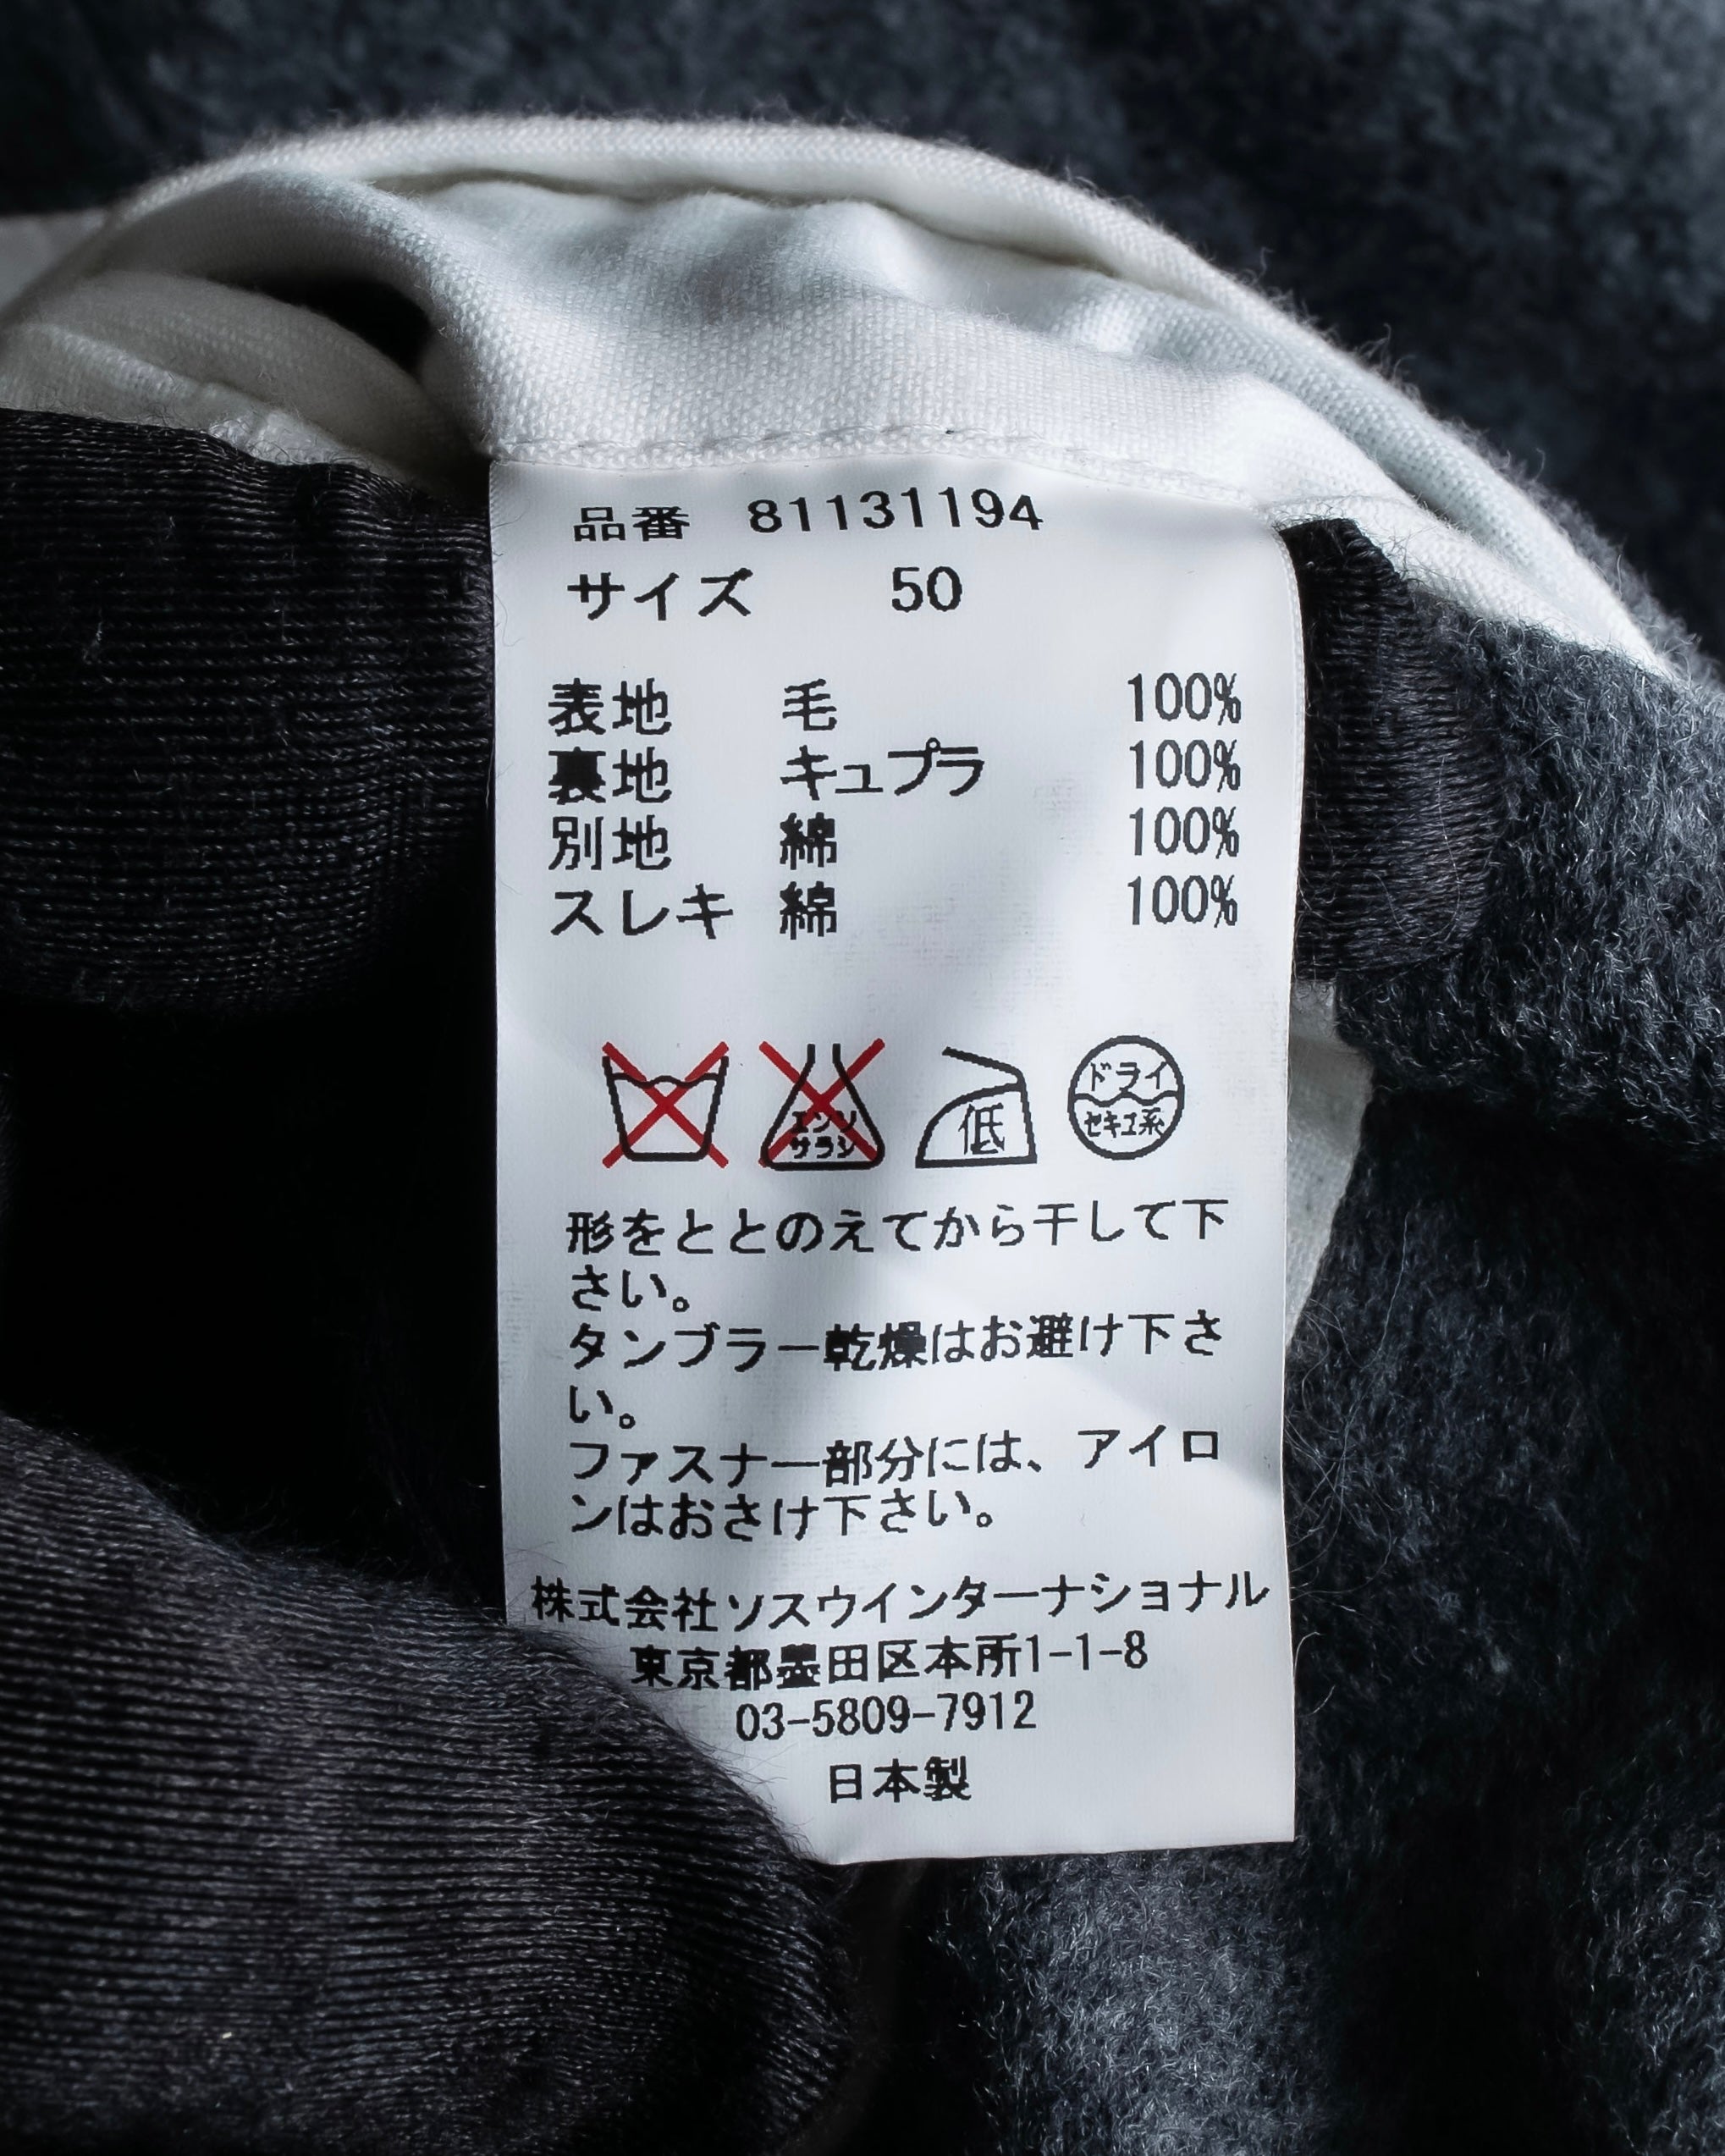 品番 81131194
サイズ 50
表地 毛 100%
裏地 キュプラ 100%
別地 綿 100%
スレキ 綿 100%
エンソ
サラシ
低
ドライ
セキユ系
形をととのえてから干して下
さい。
タンブラー乾燥はお避け下さ
い。
ファスナー部分には、アイロ
ンはおさけ下さい。
株式会社ソスウインターナショナル
東京都墨田区本所1-1-8
03-5809-7912
日本製